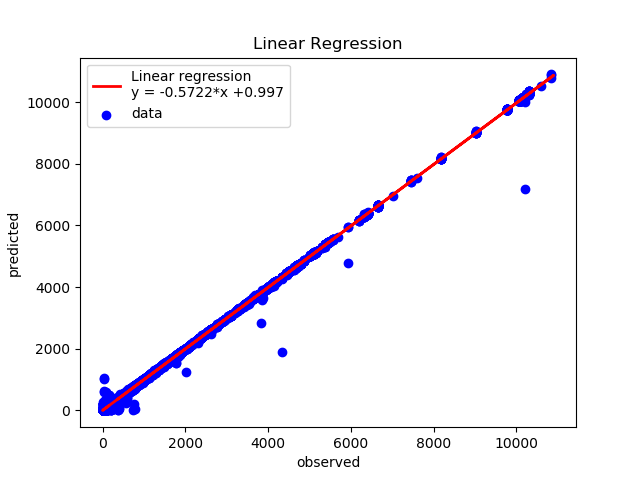 Linear Regression
Linear regression
y = -0.5722*x +0.997
data
10000
8000
6000
4000
2000
0
predicted
0 2000 4000 6000 8000 10000
observed